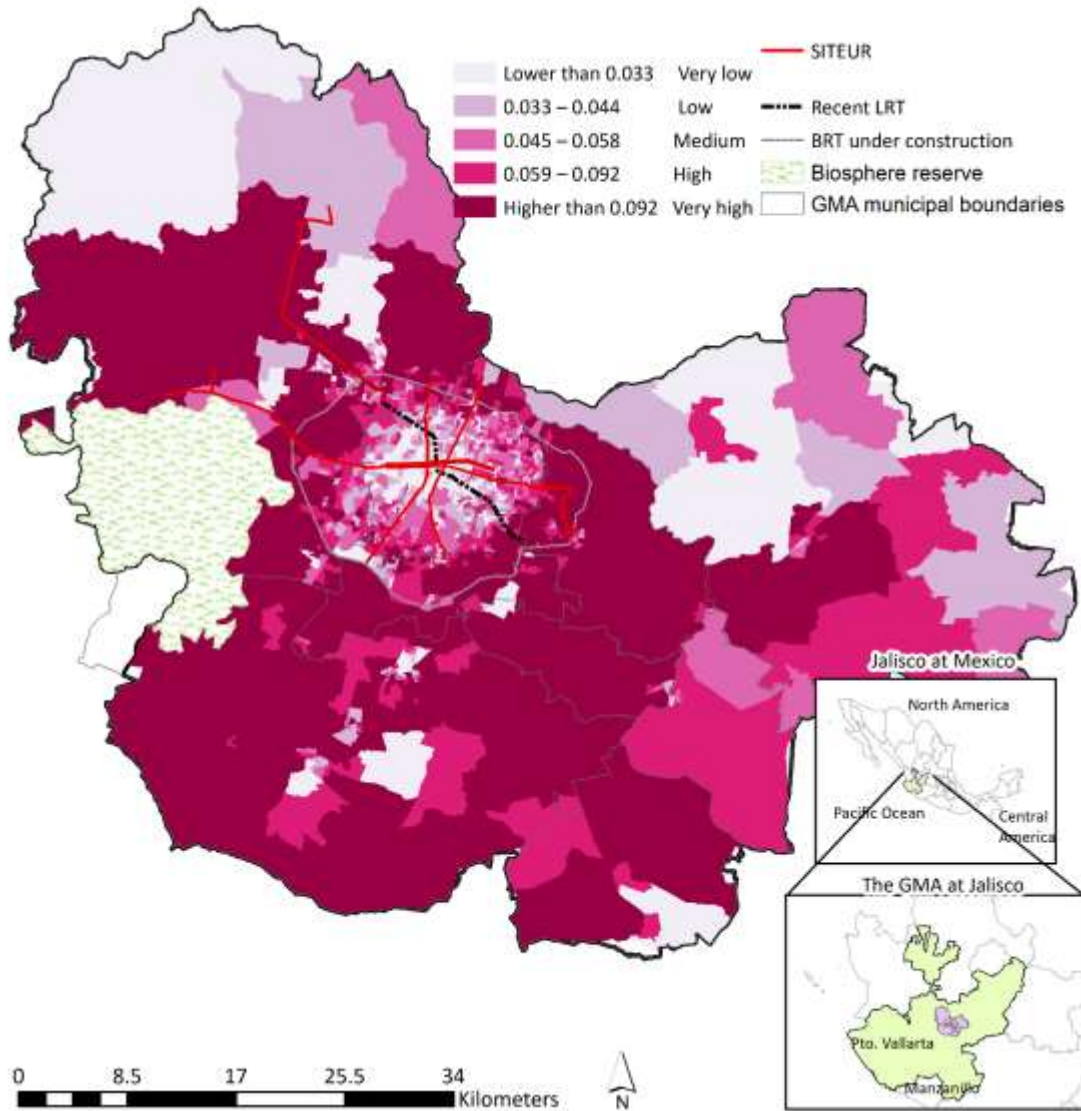 Lower than 0.033 Very low
0.033 – 0.044 Low
0.045 – 0.058 Medium
0.059 – 0.092 High
Higher than 0.092 Very high
SITEUR
Recent LRT
BRT under construction
Biosphere reserve
GMA municipal boundaries
Jalisco at Mexico
North America
Pacific Ocean
Central
America
The GMA at Jalisco
Pto. Vallarta
Manzanillo
0 8.5 17 25.5 34
Kilometers
N